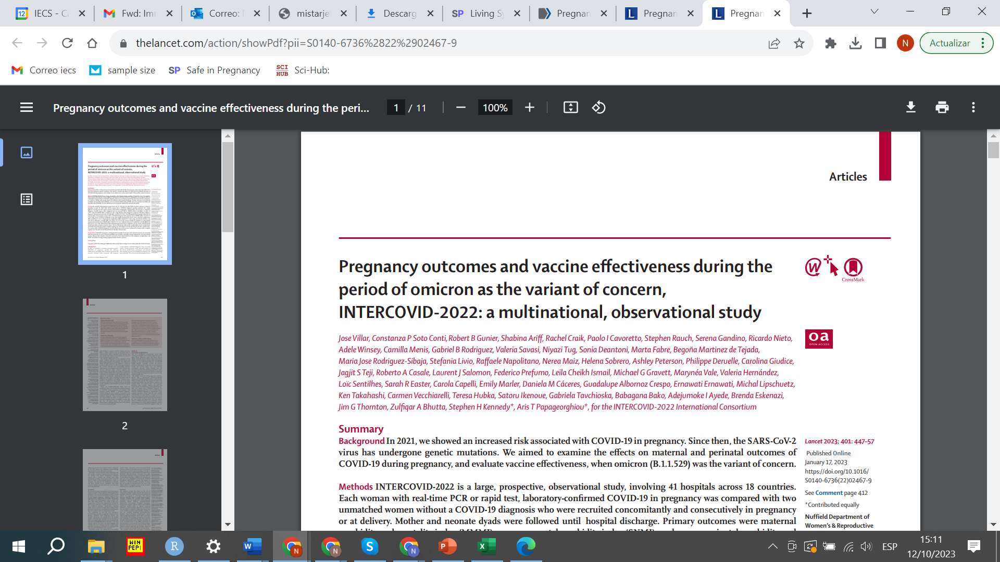 12 IECS - Ca
Fwd: Im
Correo:
mistarje
Descarg
SP Living Sy
Pregnan
L Pregnan
L Pregnan
thelancet.com/action/showPdf?pii=S0140-6736%2822%2902467-9
N
Actualizar
Correo iecs
sample size
SP Safe in Pregnancy
SCI HUB Sci-Hub:
Pregnancy outcomes and vaccine effectiveness during the peri...
1 / 11
100%
1
2
Articles
Pregnancy outcomes and vaccine effectiveness during the
period of omicron as the variant of concern,
INTERCOVID-2022: a multinational, observational study
W
CrossMark
oa
OPEN ACCESS
Jose Villar, Constanza P Soto Conti, Robert B Gunier, Shabina Ariff, Rachel Craik, Paolo I Cavoretto, Stephen Rauch, Serena Gandino, Ricardo Nieto,
Adele Winsey, Camilla Menis, Gabriel B Rodriguez, Valeria Savasi, Niyazi Tug, Sonia Deantoni, Marta Fabre, Begoña Martinez de Tejada,
Maria Jose Rodriguez-Sibaja, Stefania Livio, Raffaele Napolitano, Nerea Maiz, Helena Sobrero, Ashley Peterson, Philippe Deruelle, Carolina Giudice,
Jagjit S Teji, Roberto A Casale, Laurent J Salomon, Federico Prefumo, Leila Cheikh Ismail, Michael G Gravett, Marynéa Vale, Valeria Hernández,
Loïc Sentilhes, Sarah R Easter, Carola Capelli, Emily Marler, Daniela M Cáceres, Guadalupe Albornoz Crespo, Ernawati Ernawati, Michal Lipschuetz,
Ken Takahashi, Carmen Vecchiarelli, Teresa Hubka, Satoru Ikenoue, Gabriela Tavchioska, Babagana Bako, Adejumoke I Ayede, Brenda Eskenazi,
Jim G Thornton, Zulfiqar A Bhutta, Stephen H Kennedy*, Aris T Papageorghiou*, for the INTERCOVID-2022 International Consortium
Summary
Background In 2021, we showed an increased risk associated with COVID-19 in pregnancy. Since then, the SARS-CoV-2
virus has undergone genetic mutations. We aimed to examine the effects on maternal and perinatal outcomes of
COVID-19 during pregnancy, and evaluate vaccine effectiveness, when omicron (B.1.1.529) was the variant of concern.
Methods INTERCOVID-2022 is a large, prospective, observational study, involving 41 hospitals across 18 countries.
Each woman with real-time PCR or rapid test, laboratory-confirmed COVID-19 in pregnancy was compared with two
unmatched women without a COVID-19 diagnosis who were recruited concomitantly and consecutively in pregnancy
or at delivery. Mother and neonate dyads were followed until hospital discharge. Primary outcomes were maternal
Lancet 2023; 401: 447–57
Published Online
January 17, 2023
https://doi.org/10.1016/
S0140-6736(22)02467-9
See Comment page 412
*Contributed equally
Nuffield Department of
Women's & Reproductive
WIN
PEPI
R
W
N
S
N
P
X
ESP
15:11
12/10/2023